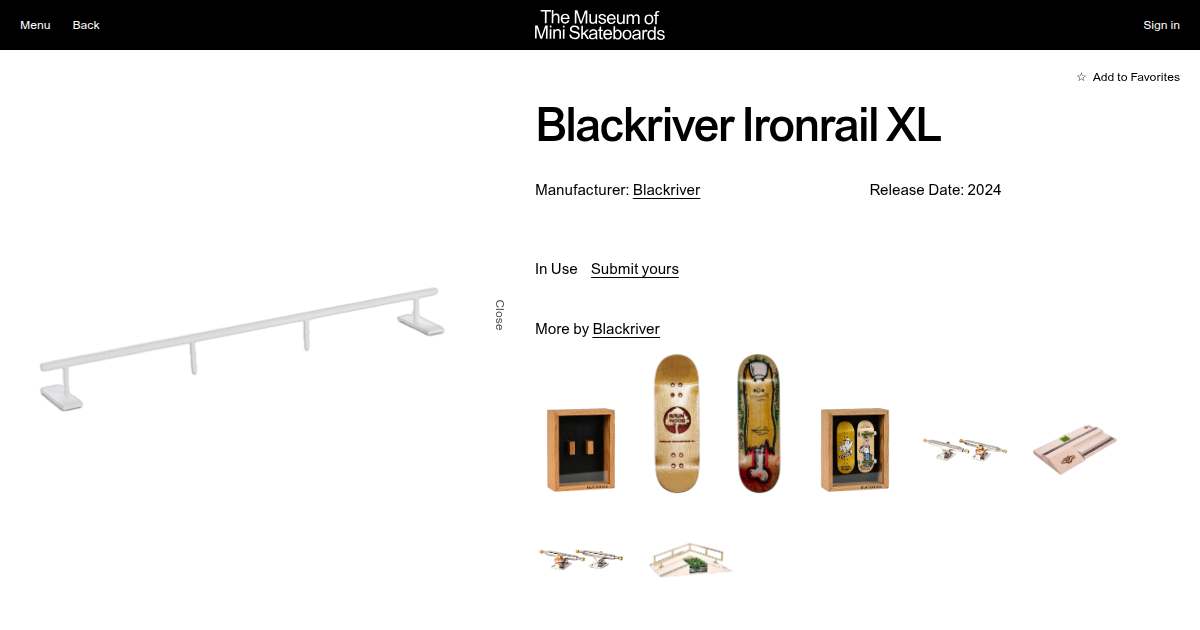 Menu
Back
The Museum of
Mini Skateboards
Sign in
☆ Add to Favorites
Blackriver Ironrail XL
Manufacturer: Blackriver
Release Date: 2024
In Use
Submit yours
Close
More by Blackriver